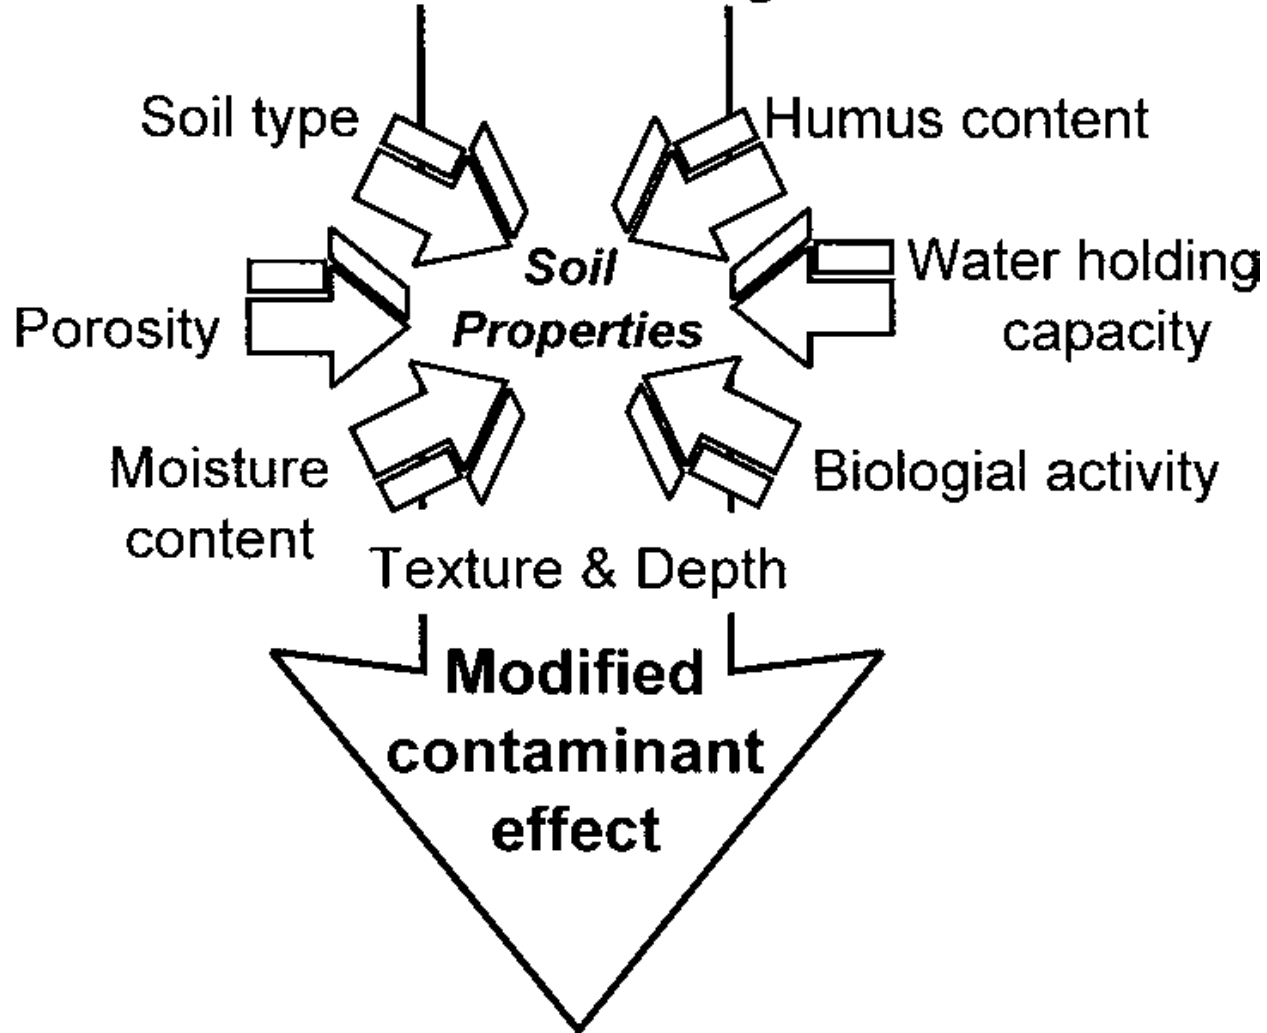 Soil type
Humus content
Soil
Properties
Porosity
Water holding
capacity
Moisture
content
Biologial activity
Texture & Depth
Modified
contaminant
effect